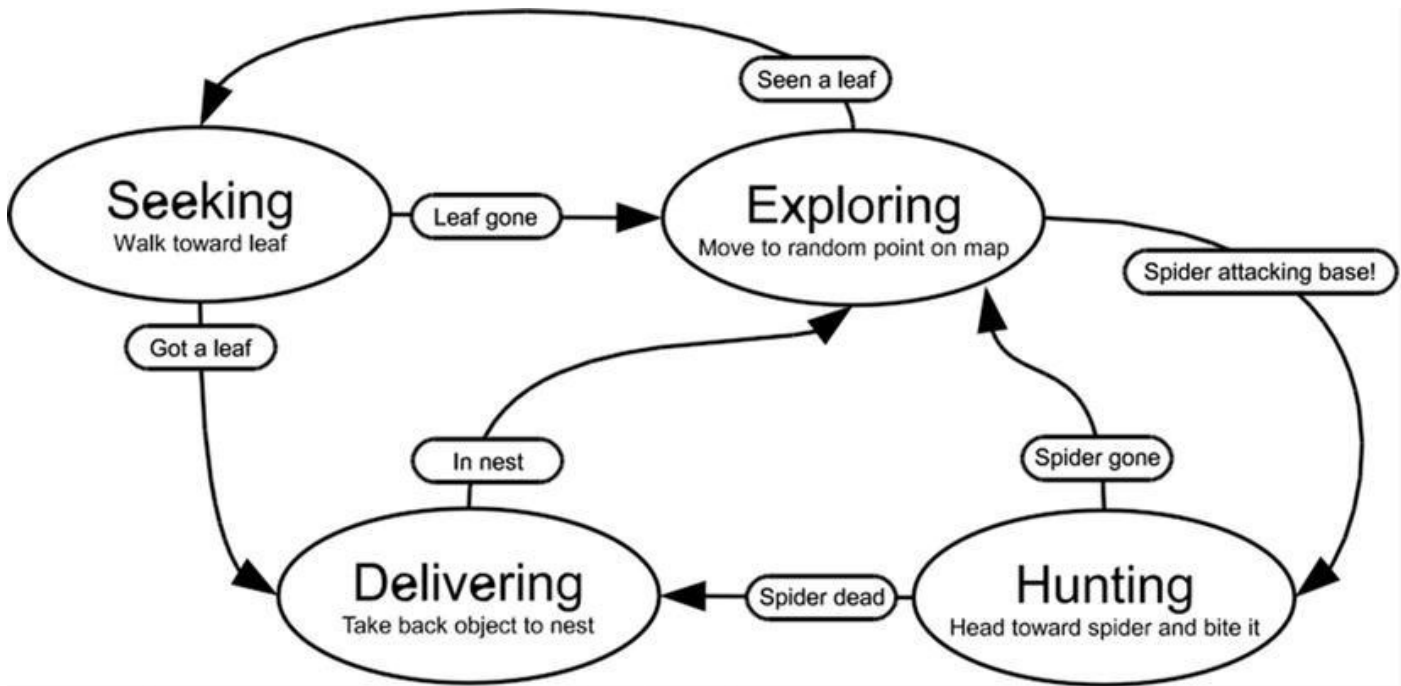 Seen a leaf
Seeking
Walk toward leaf
Leaf gone
Exploring
Move to random point on map
Spider attacking base!
Got a leaf
In nest
Spider gone
Delivering
Take back object to nest
Spider dead
Hunting
Head toward spider and bite it